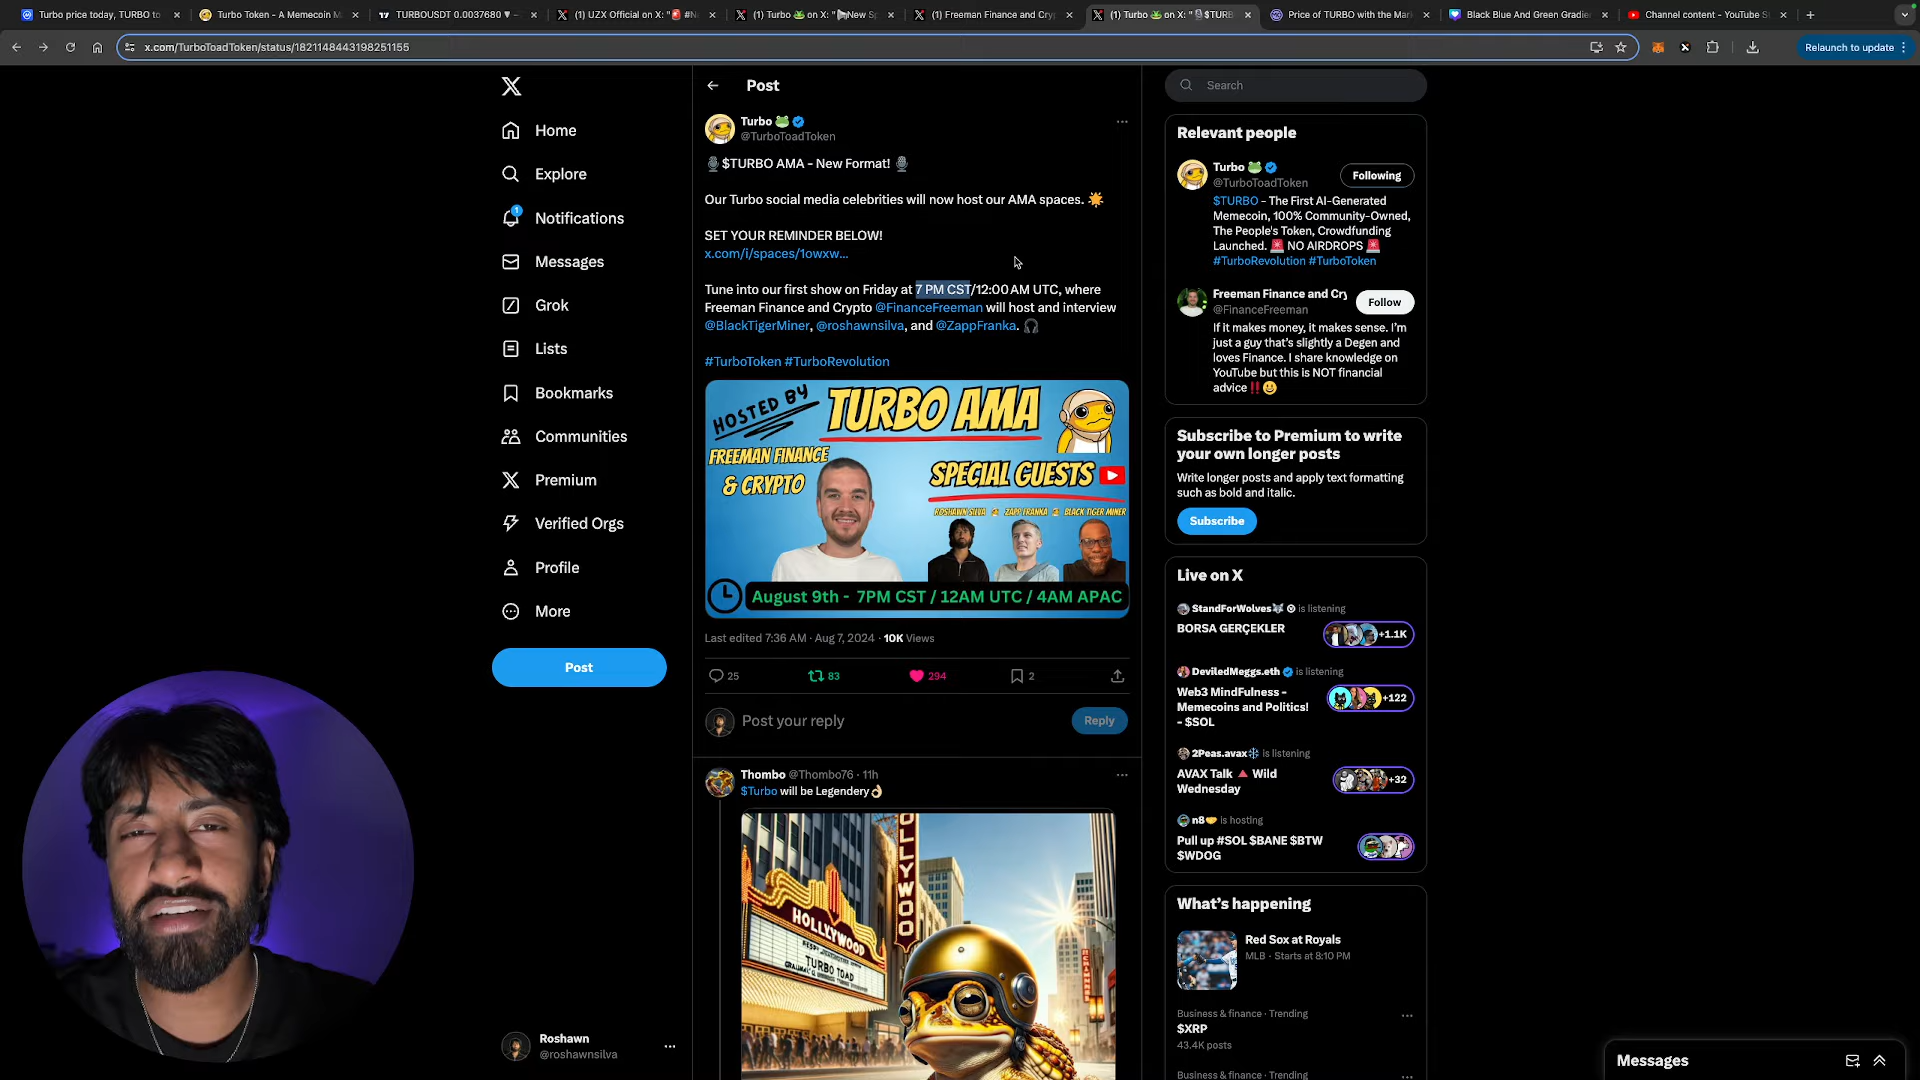 Turbo price today, TURBO to
Turbo Token - A Memecoin M
TURBOUSDT 0.0037680 ▼ −
(1) UZX Official on X: "🚨#N
(1) Turbo 🐸 on X: "🎥New S
(1) Freeman Finance and Cry
(1) Turbo 🐸 on X: "🎙️$TURB
Price of TURBO with the Mar
Black Blue And Green Gradie
Channel content - YouTube S
x.com/TurboToadToken/status/1821148443198251155
Relaunch to update
Home
Explore
1
Notifications
Messages
Grok
Lists
Bookmarks
Communities
Premium
Verified Orgs
Profile
More
Post
Roshawn
@roshawnsilva
Post
Turbo 🐸
@TurboToadToken
🎙️$TURBO AMA - New Format! 🎙️
Our Turbo social media celebrities will now host our AMA spaces. 🌟
SET YOUR REMINDER BELOW!
x.com/i/spaces/1owxw…
Tune into our first show on Friday at 7 PM CST/12:00AM UTC, where
Freeman Finance and Crypto @FinanceFreeman will host and interview
@BlackTigerMiner, @roshawnsilva, and @ZappFranka. 🎧
#TurboToken #TurboRevolution
HOSTED BY
TURBO AMA
FREEMAN FINANCE
& CRYPTO
SPECIAL GUESTS
ROSHAWN SILVA ZAPP FRANKA BLACK TIGER MINER
August 9th - 7PM CST / 12AM UTC / 4AM APAC
Last edited 7:36 AM · Aug 7, 2024 · 10K Views
25
83
294
2
Post your reply
Reply
Thombo @Thombo76 · 11h
$Turbo will be Legendery👌
HOLLYWOO
HOLLYWOOD
TURBO TOAD
Search
Relevant people
Turbo 🐸
@TurboToadToken
Following
$TURBO - The First AI-Generated
Memecoin, 100% Community-Owned,
The People's Token, Crowdfunding
Launched. 🚨 NO AIRDROPS 🚨
#TurboRevolution #TurboToken
Freeman Finance and Cry
@FinanceFreeman
Follow
If it makes money, it makes sense. I'm
just a guy that's slightly a Degen and
loves Finance. I share knowledge on
YouTube but this is NOT financial
advice ‼️😀
Subscribe to Premium to write
your own longer posts
Write longer posts and apply text formatting
such as bold and italic.
Subscribe
Live on X
StandForWolves is listening
BORSA GERÇEKLER
+1.1K
DeviledMeggs.eth is listening
Web3 MindFulness -
Memecoins and Politics!
- $SOL
+122
2Peas.avax❄️ is listening
AVAX Talk 🔺 Wild
Wednesday
+32
n8🤝 is hosting
Pull up #SOL $BANE $BTW
$WDOG
What's happening
Red Sox at Royals
MLB · Starts at 8:10 PM
Business & finance · Trending
$XRP
43.4K posts
Business & finance · Trending
Messages